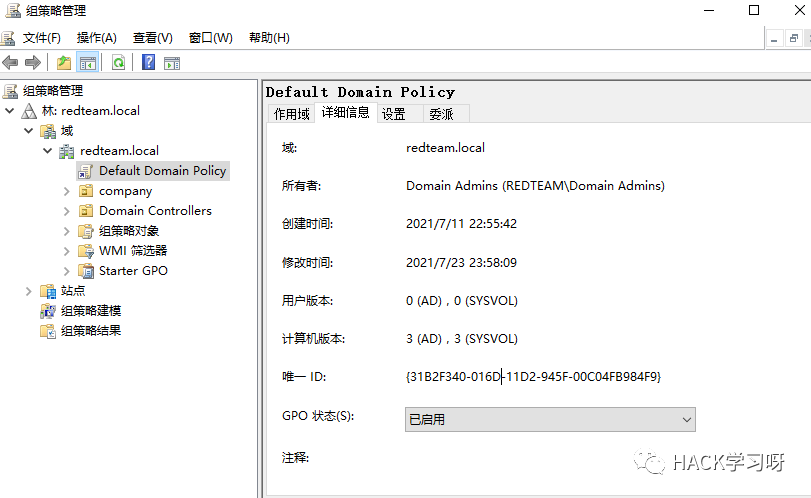 组策略管理
文件(F) 操作(A) 查看(V) 窗口(W) 帮助(H)
组策略管理
林: redteam.local
域
redteam.local
Default Domain Policy
company
Domain Controllers
组策略对象
WMI 筛选器
Starter GPO
站点
组策略建模
组策略结果
Default Domain Policy
作用域 详细信息 设置 委派
域: redteam.local
所有者: Domain Admins (REDTEAM\Domain Admins)
创建时间: 2021/7/11 22:55:42
修改时间: 2021/7/23 23:58:09
用户版本: 0 (AD)，0 (SYSVOL)
计算机版本: 3 (AD)，3 (SYSVOL)
唯一 ID: {31B2F340-016D-11D2-945F-00C04FB984F9}
GPO 状态(S): 已启用
注释:
HACK学习呀